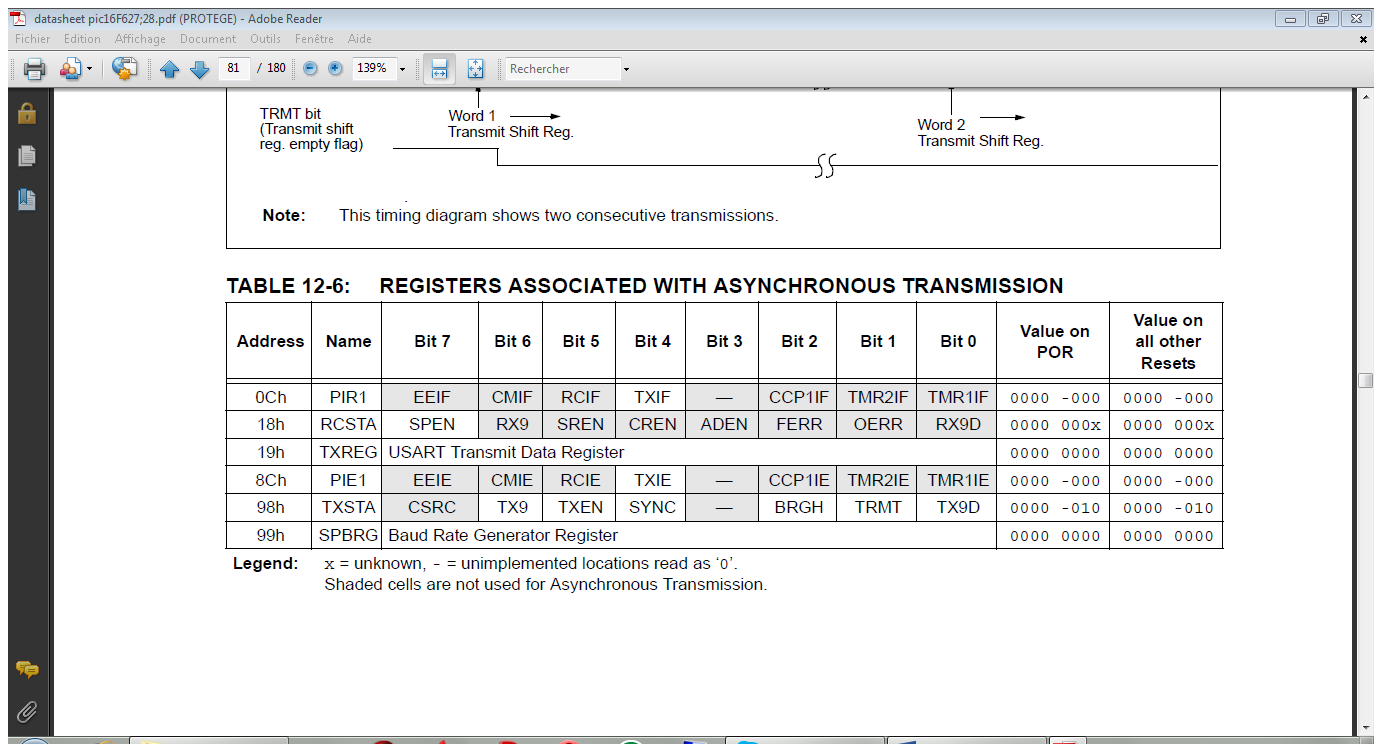 datasheet pic16F627;28.pdf (PROTEGE) - Adobe Reader
Fichier Edition Affichage Document Outils Fenêtre Aide
81 / 180 139% Rechercher
TRMT bit
(Transmit shift
reg. empty flag)
Word 1
Transmit Shift Reg.
Word 2
Transmit Shift Reg.
Note: This timing diagram shows two consecutive transmissions.
TABLE 12-6: REGISTERS ASSOCIATED WITH ASYNCHRONOUS TRANSMISSION
Address Name Bit 7 Bit 6 Bit 5 Bit 4 Bit 3 Bit 2 Bit 1 Bit 0 Value on POR Value on all other Resets
0Ch PIR1 EEIF CMIF RCIF TXIF — CCP1IF TMR2IF TMR1IF 0000 -000 0000 -000
18h RCSTA SPEN RX9 SREN CREN ADEN FERR OERR RX9D 0000 000x 0000 000x
19h TXREG USART Transmit Data Register 0000 0000 0000 0000
8Ch PIE1 EEIE CMIE RCIE TXIE — CCP1IE TMR2IE TMR1IE 0000 -000 0000 -000
98h TXSTA CSRC TX9 TXEN SYNC — BRGH TRMT TX9D 0000 -010 0000 -010
99h SPBRG Baud Rate Generator Register 0000 0000 0000 0000
Legend: x = unknown, - = unimplemented locations read as ‘0’.
Shaded cells are not used for Asynchronous Transmission.